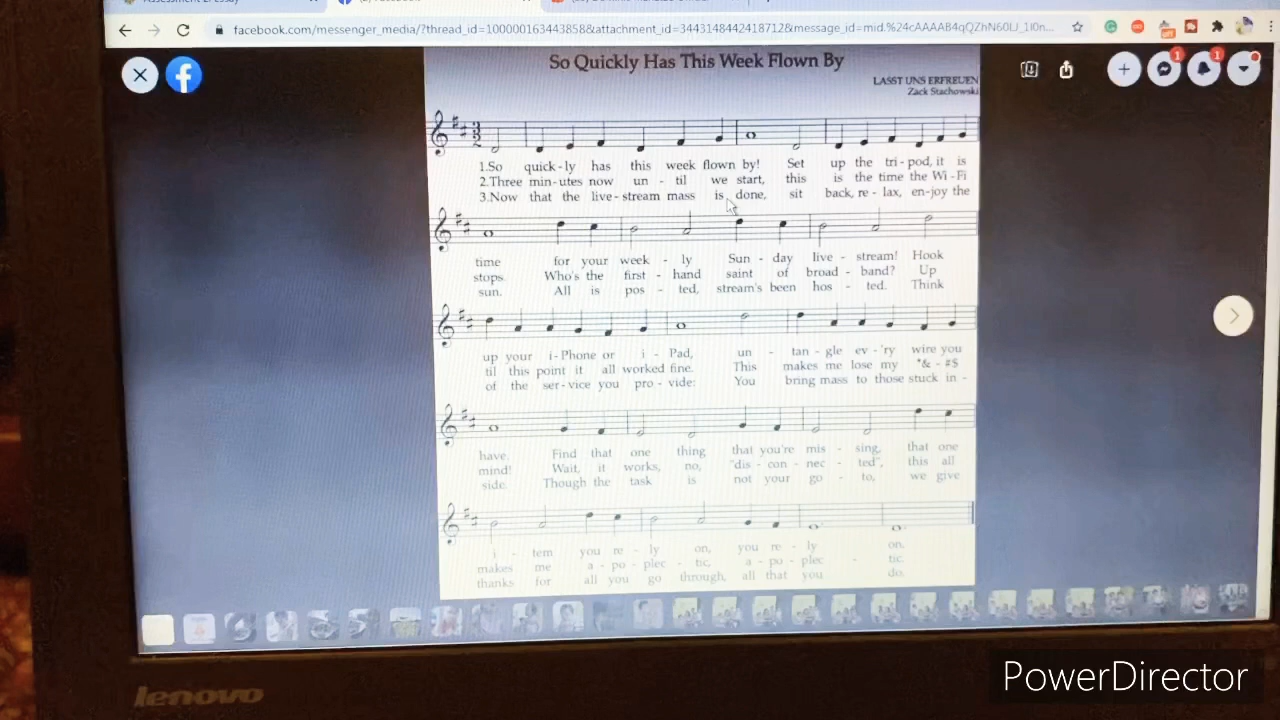 facebook.com/messenger_media/?thread_id=100000163443858&attachment_id=3443148442418712&message_id=mid.%24cAAAAB4qQZhN60LJ_1I0n...
off
1
1
So Quickly Has This Week Flown By
LASST UNS ERFREUEN
Zack Stachowski
1.So quick - ly has this week flown by! Set up the tri - pod, it is
2.Three min - utes now un - til we start, this is the time the Wi - Fi
3.Now that the live - stream mass is done, sit back, re - lax, en - joy the
time for your week - ly Sun - day live - stream! Hook
stops. Who's the first - hand saint of broad - band? Up
sun. All is pos - ted, stream's been hos - ted. Think
up your i - Phone or i - Pad, un - tan - gle ev - 'ry wire you
til this point it all worked fine. This makes me lose my *& - #$
of the ser - vice you pro - vide: You bring mass to those stuck in -
have. Find that one thing that you're mis - sing, that one
mind! Wait, it works, no, "dis - con - nec - ted", this all
side. Though the task is not your go - to, we give
i - tem you re - ly on, you re - ly on.
makes me a - po - plec - tic, a - po - plec - tic.
thanks for all you go through, all that you do.
lenovo
PowerDirector